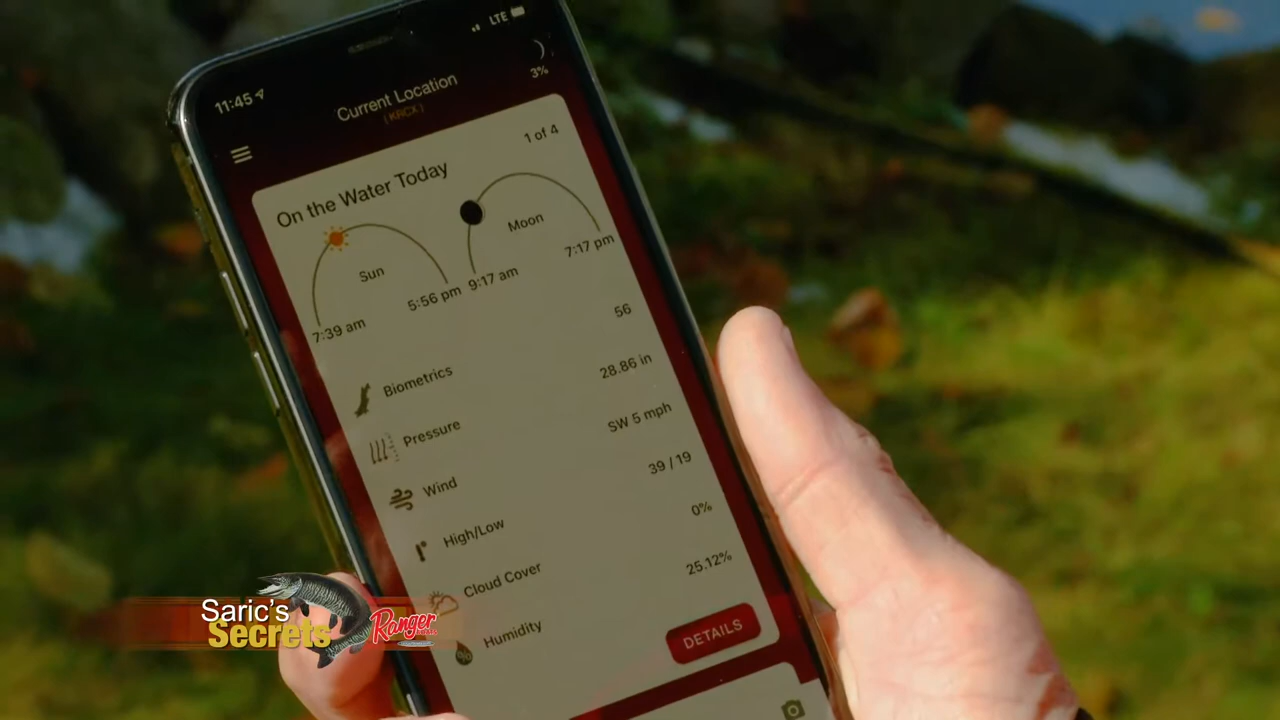 11:45
LTE
3%
Current Location
(KRCX)
1 of 4
On the Water Today
Sun
7:39 am
5:56 pm
Moon
9:17 am
7:17 pm
Biometrics 56
Pressure 28.86 in
Wind SW 5 mph
High/Low 39 / 19
Cloud Cover 0%
Humidity 25.12%
DETAILS
Saric's
Secrets
Ranger